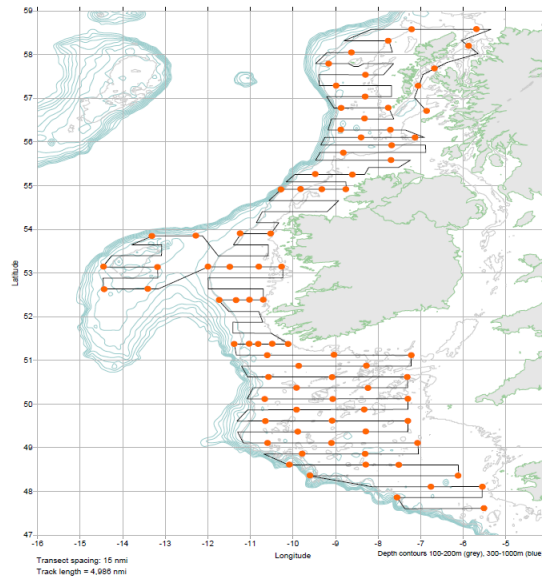 59
58
57
56
55
54
53
52
51
50
49
48
47
Latitude
-16 -15 -14 -13 -12 -11 -10 -9 -8 -7 -6 -5 -4
Longitude
Depth contours 100-200m (grey), 300-1000m (blue
Transect spacing: 15 nmi
Track length = 4,986 nmi